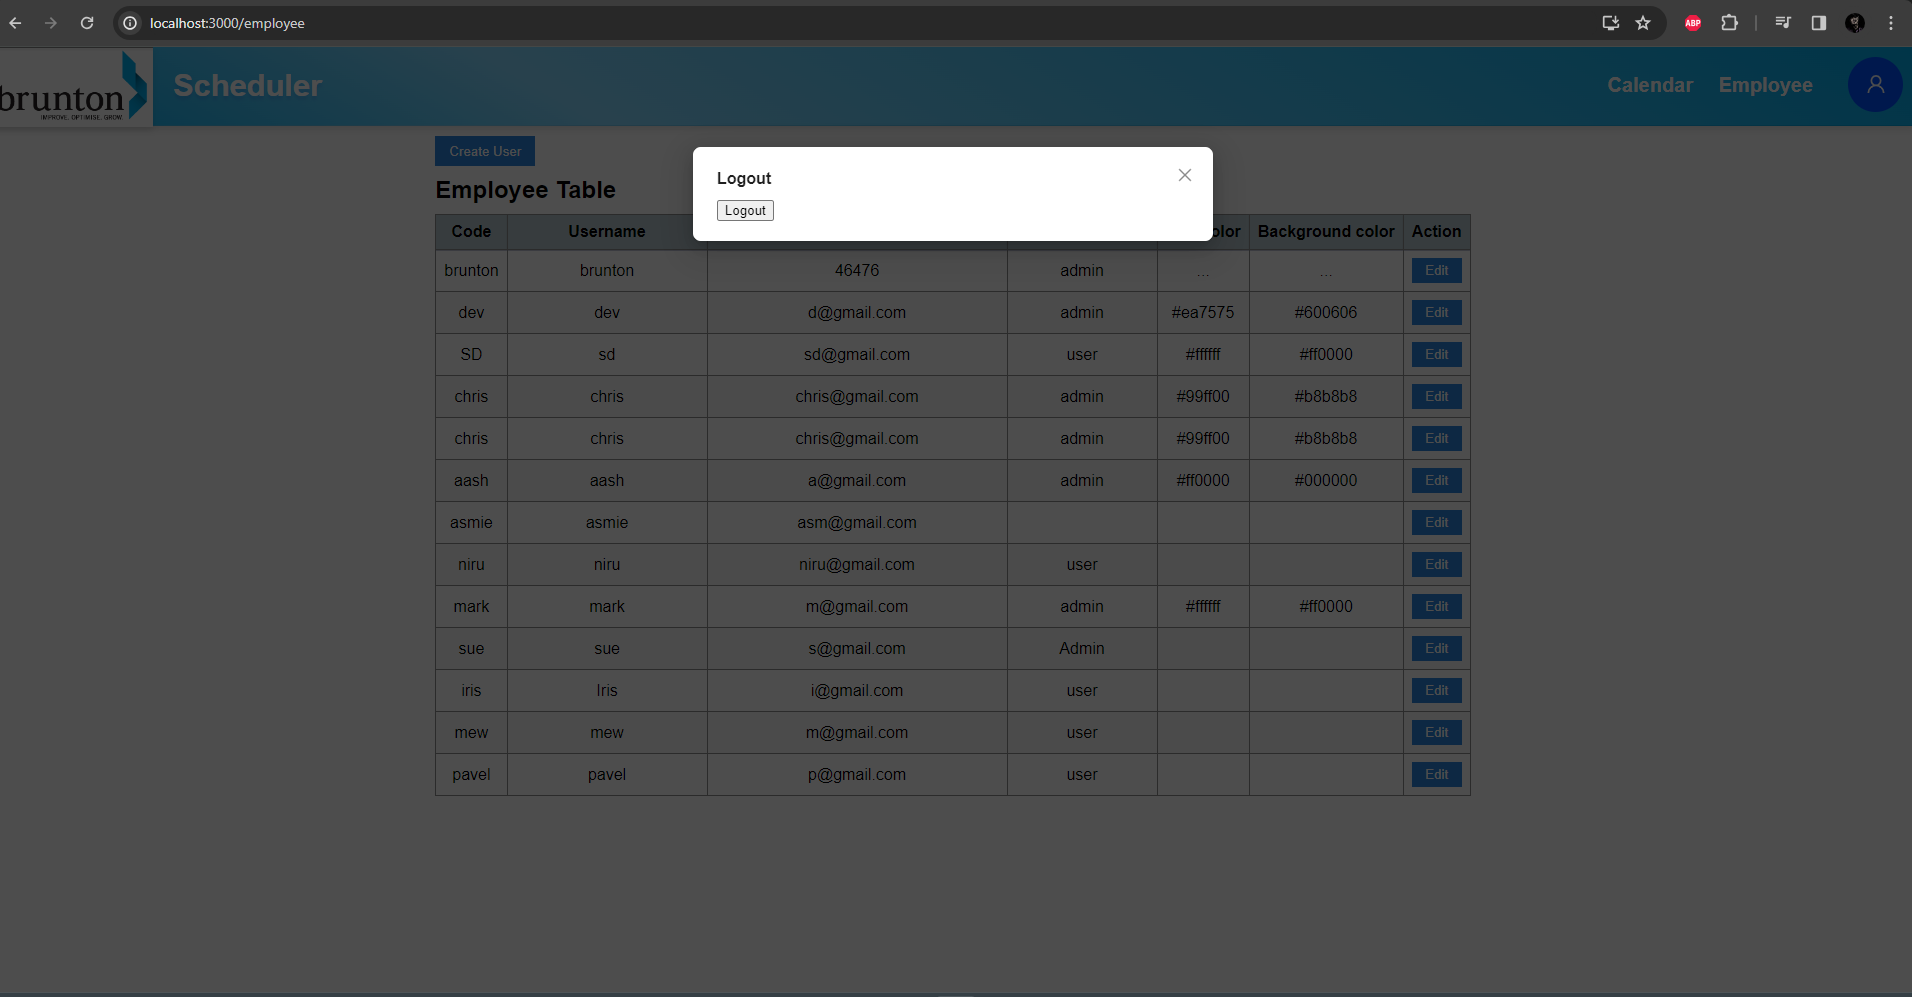 localhost:3000/employee
ABP
brunton
IMPROVE. OPTIMISE. GROW.
Scheduler
Calendar Employee
Create User
Logout
Logout
Employee Table
Code Username olor Background color Action
brunton brunton 46476 admin ... ... Edit
dev dev d@gmail.com admin #ea7575 #600606 Edit
SD sd sd@gmail.com user #ffffff #ff0000 Edit
chris chris chris@gmail.com admin #99ff00 #b8b8b8 Edit
chris chris chris@gmail.com admin #99ff00 #b8b8b8 Edit
aash aash a@gmail.com admin #ff0000 #000000 Edit
asmie asmie asm@gmail.com Edit
niru niru niru@gmail.com user Edit
mark mark m@gmail.com admin #ffffff #ff0000 Edit
sue sue s@gmail.com Admin Edit
iris Iris i@gmail.com user Edit
mew mew m@gmail.com user Edit
pavel pavel p@gmail.com user Edit